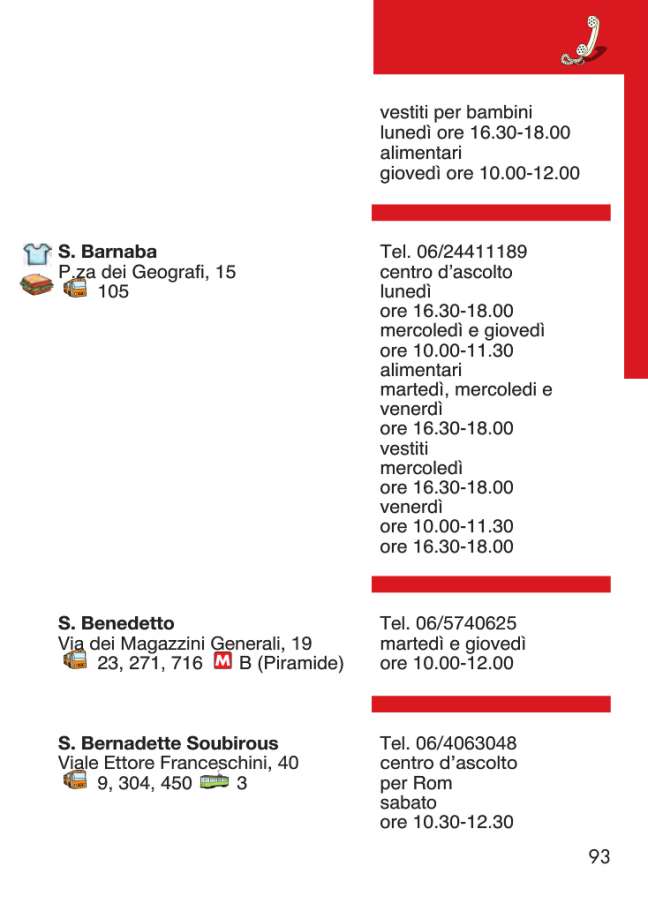 vestiti per bambini
lunedì ore 16.30-18.00
alimentari
giovedì ore 10.00-12.00
S. Barnaba
P.za dei Geografi, 15
105
Tel. 06/24411189
centro d’ascolto
lunedì
ore 16.30-18.00
mercoledì e giovedì
ore 10.00-11.30
alimentari
martedì, mercoledi e
venerdì
ore 16.30-18.00
vestiti
mercoledì
ore 16.30-18.00
venerdì
ore 10.00-11.30
ore 16.30-18.00
S. Benedetto
Via dei Magazzini Generali, 19
23, 271, 716 M B (Piramide)
Tel. 06/5740625
martedì e giovedì
ore 10.00-12.00
S. Bernadette Soubirous
Viale Ettore Franceschini, 40
9, 304, 450 3
Tel. 06/4063048
centro d’ascolto
per Rom
sabato
ore 10.30-12.30
93